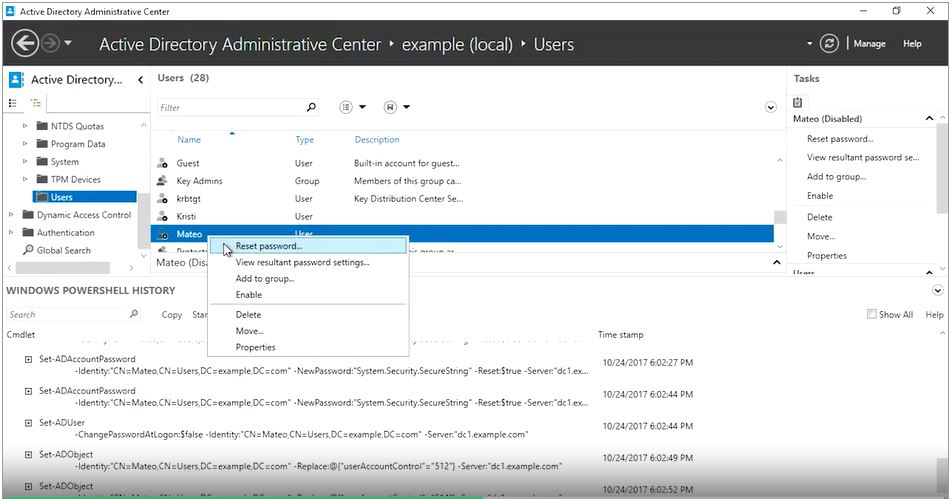 Active Directory Administrative Center
Active Directory Administrative Center • example (local) • Users
Manage
Help
Active Directory...
NTDS Quotas
Program Data
System
TPM Devices
Users
Dynamic Access Control
Authentication
Global Search
Users (28)
Filter
Name Type Description
Guest User Built-in account for guest...
Key Admins Group Members of this group ca...
krbtgt User Key Distribution Center Se...
Kristi User
Mateo User
Mateo (Disa
Reset password...
View resultant password settings...
Add to group...
Enable
Delete
Move...
Properties
Tasks
Mateo (Disabled)
Reset password...
View resultant password se...
Add to group...
Enable
Delete
Move...
Properties
Users
WINDOWS POWERSHELL HISTORY
Search
Copy
Show All
Help
Cmdlet Time stamp
Set-ADAccountPassword 10/24/2017 6:02:27 PM
-Identity:"CN=Mateo,CN=Users,DC=example,DC=com" -NewPassword:"System.Security.SecureString" -Reset:$true -Server:"dc1.ex...
Set-ADAccountPassword 10/24/2017 6:02:44 PM
-Identity:"CN=Mateo,CN=Users,DC=example,DC=com" -NewPassword:"System.Security.SecureString" -Reset:$true -Server:"dc1.ex...
Set-ADUser 10/24/2017 6:02:44 PM
-ChangePasswordAtLogon:$false -Identity:"CN=Mateo,CN=Users,DC=example,DC=com" -Server:"dc1.example.com"
Set-ADObject 10/24/2017 6:02:49 PM
-Identity:"CN=Mateo,CN=Users,DC=example,DC=com" -Replace:@{"userAccountControl"="512"} -Server:"dc1.example.com"
Set-ADObject 10/24/2017 6:02:52 PM